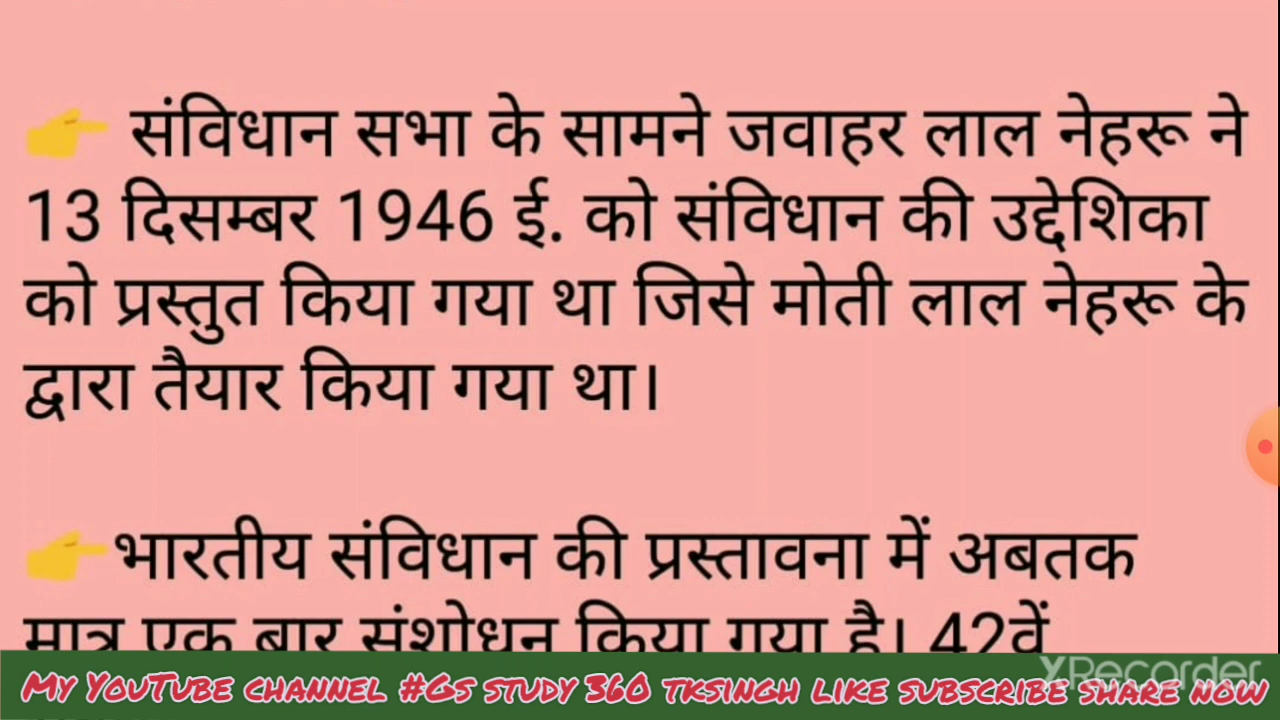 👉 संविधान सभा के सामने जवाहर लाल नेहरू ने
13 दिसम्बर 1946 ई. को संविधान की उद्देशिका
को प्रस्तुत किया गया था जिसे मोती लाल नेहरू के
द्वारा तैयार किया गया था।
👉भारतीय संविधान की प्रस्तावना में अबतक
मात्र एक बार संशोधन किया गया है। 42वें
XRecorder
My YouTube channel #Gs study 360 tksingh like subscribe share now